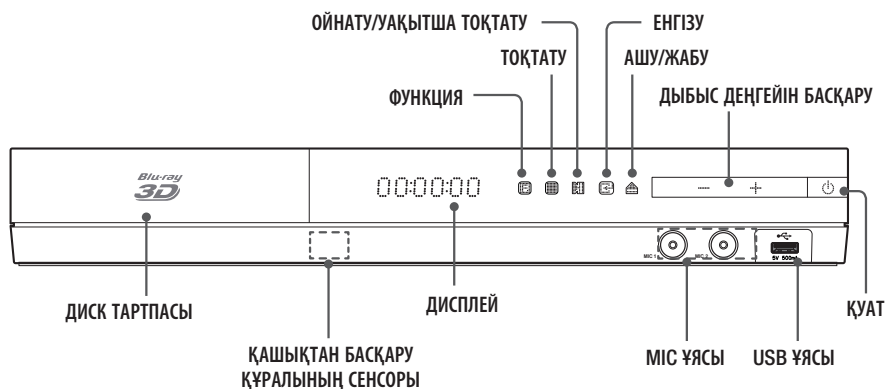 ОЙНАТУ/УАҚЫТША ТОҚТАТУ
ЕНГІЗУ
ТОҚТАТУ
АШУ/ЖАБУ
ФУНКЦИЯ
ДЫБЫС ДЕҢГЕЙІН БАСҚАРУ
Blu-ray
3D
00:00:00
F
MIC 1
MIC 2
5V 500mA
ДИСК ТАРТПАСЫ
ДИСПЛЕЙ
ҚУАТ
ҚАШЫҚТАН БАСҚАРУ
ҚҰРАЛЫНЫҢ СЕНСОРЫ
MIC ҰЯСЫ
USB ҰЯСЫ